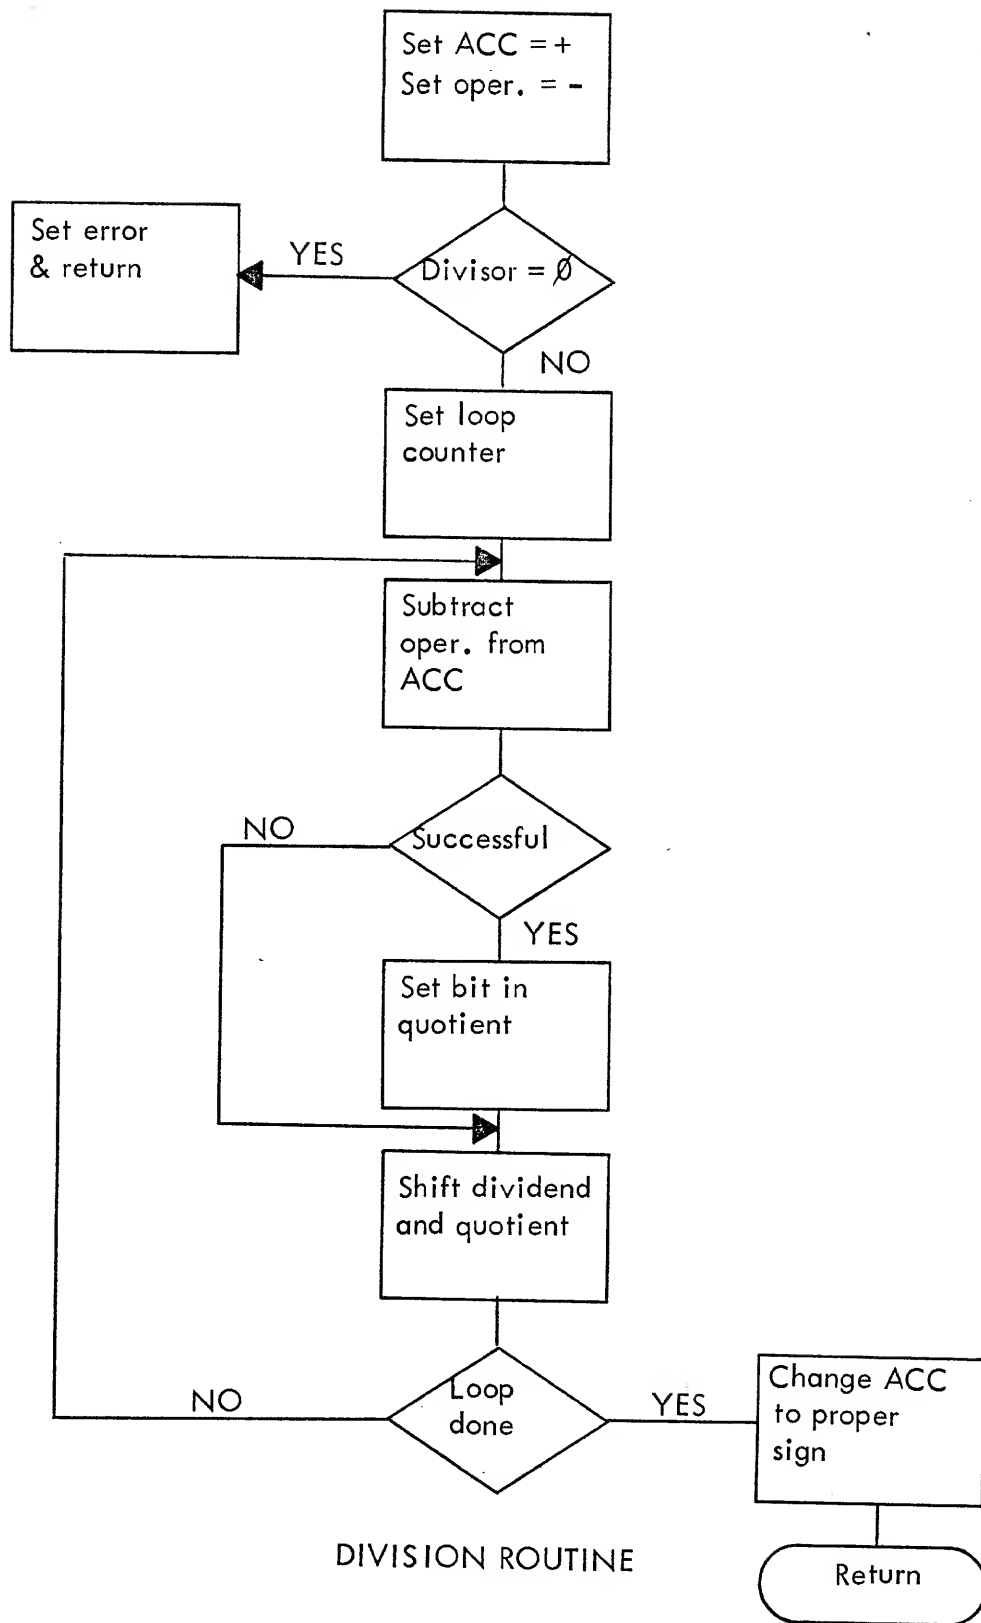 Set ACC = +
Set oper. = -
Set error
& return
YES
Divisor = Ø
NO
Set loop
counter
Subtract
oper. from
ACC
NO
Successful
YES
Set bit in
quotient
Shift dividend
and quotient
NO
Loop
done
YES
Change ACC
to proper
sign
Return
DIVISION ROUTINE